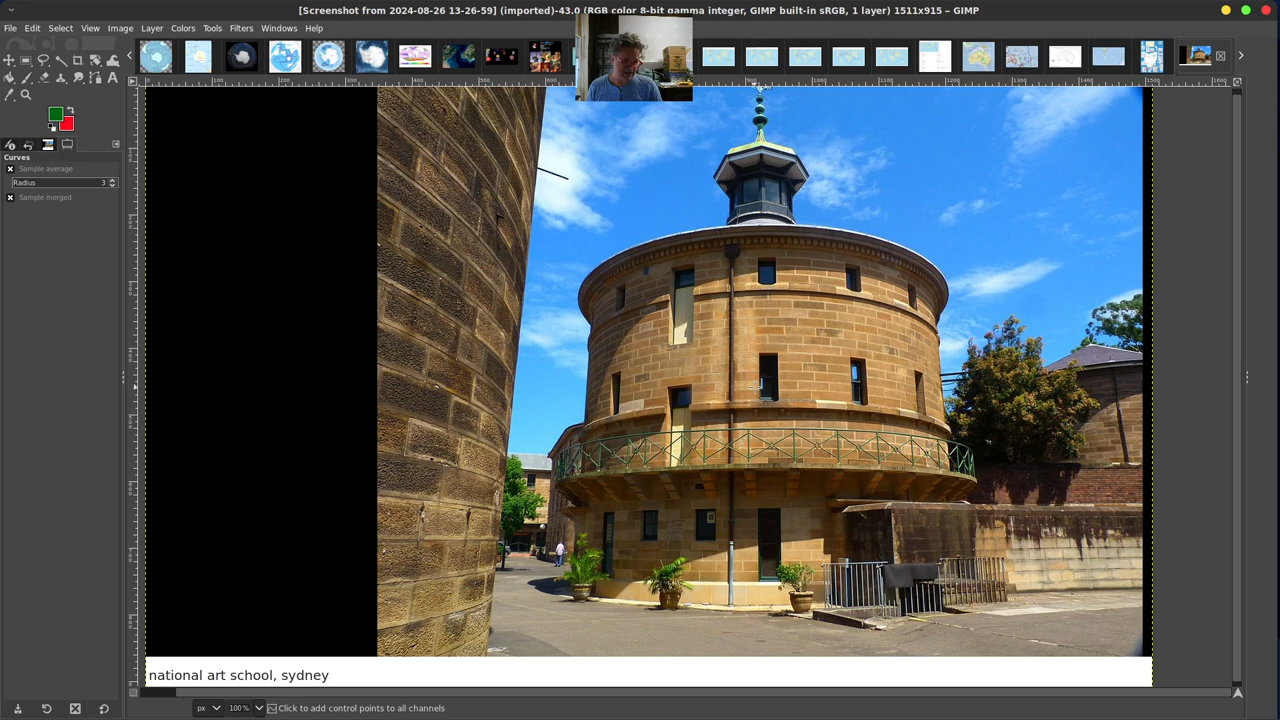 [Screenshot from 2024-08-26 13-26-59] (imported)-43.0 (RGB color 8-bit gamma integer, GIMP built-in sRGB, 1 layer) 1511x915 – GIMP
File Edit Select View Image Layer Colors Tools Filters Windows Help
Curves
Sample average
Radius 3
Sample merged
national art school, sydney
px 100% Click to add control points to all channels